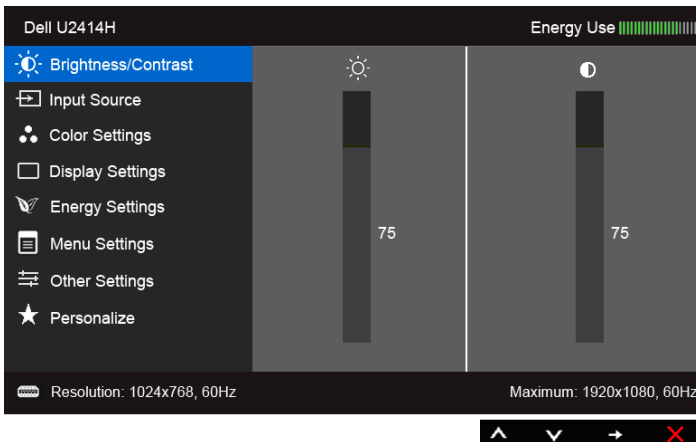 Dell U2414H Energy Use
Brightness/Contrast
Input Source
Color Settings
Display Settings
Energy Settings
75 75
Menu Settings
Other Settings
Personalize
Resolution: 1024x768, 60Hz Maximum: 1920x1080, 60Hz